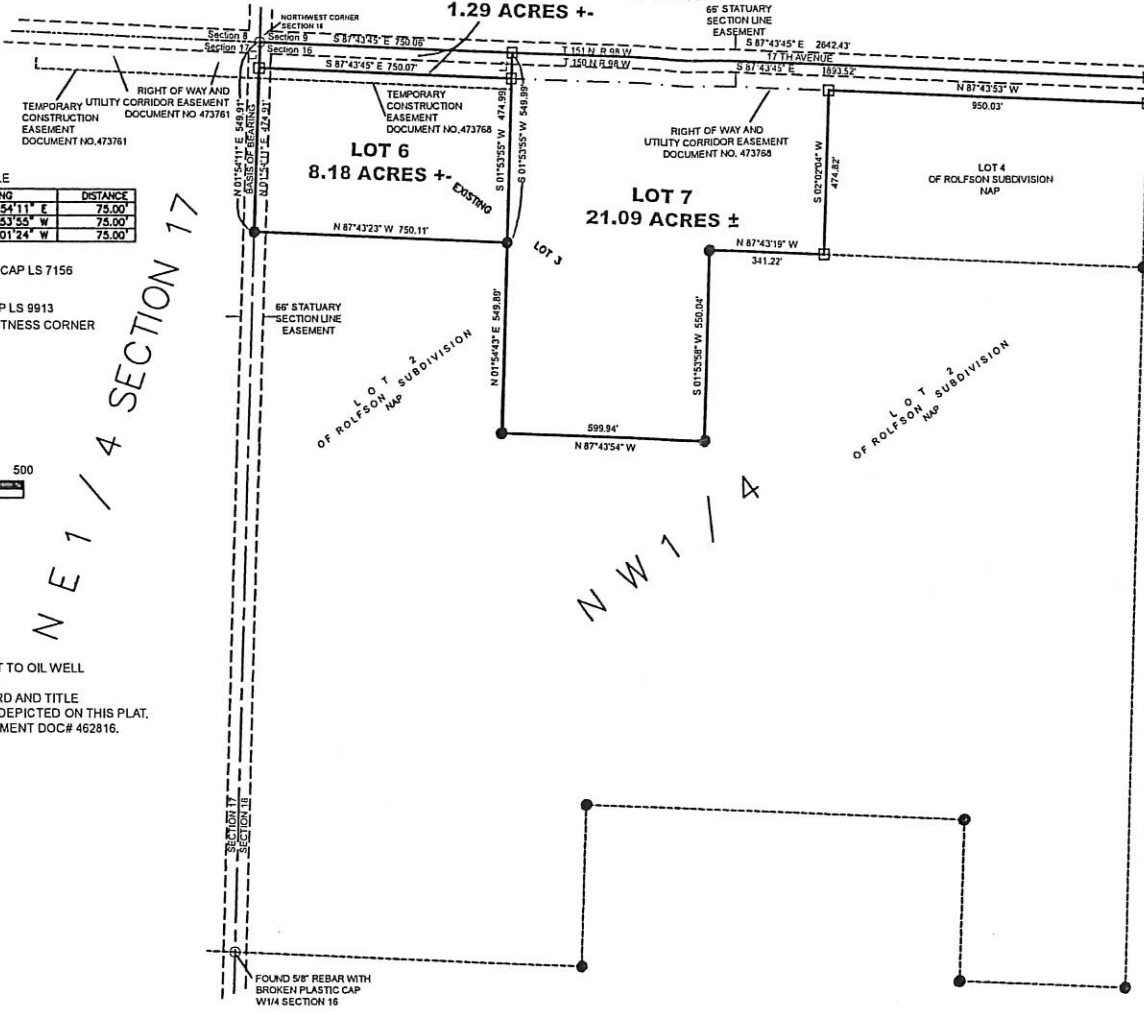 1.29 ACRES +-
66' STATUARY
SECTION LINE
EASEMENT
NORTHWEST CORNER
SECTION 16
Section 8
Section 17
Section 9
Section 16
S 87°43'45" E 750.06'
S 87°43'45" E 2642.43'
T 151 N R 98 W
T 150 N R 98 W
17 TH AVENUE
S 87°43'45" E 750.07'
S 87°43'45" E 1893.52'
N 87°43'53" W
950.03'
TEMPORARY
CONSTRUCTION
EASEMENT
DOCUMENT NO.473761
RIGHT OF WAY AND
UTILITY CORRIDOR EASEMENT
DOCUMENT NO 473761
N 01°54'11" E 549.91'
BASIS OF BEARING
N 01°54'11" E 474.91'
TEMPORARY
CONSTRUCTION
EASEMENT
DOCUMENT NO.473768
S 01°53'55" W 474.99'
S 01°53'55" W 549.99'
RIGHT OF WAY AND
UTILITY CORRIDOR EASEMENT
DOCUMENT NO. 473768
LOT 6
8.18 ACRES +-
EXISTING
LOT 3
LOT 7
21.09 ACRES ±
S 02°02'04" W
474.82'
LOT 4
OF ROLFSON SUBDIVISION
NAP
LE
NG DISTANCE
54'11" E 75.00'
53'55" W 75.00'
01'24" W 75.00'
N 87°43'23" W 750.11'
N 87°43'19" W
341.22'
CAP LS 7156
P LS 9913
TNESS CORNER
66' STATUARY
SECTION LINE
EASEMENT
N 01°54'43" E 549.89'
S 01°53'58" W 550.04'
LOT 2
OF ROLFSON SUBDIVISION
NAP
LOT 2
OF ROLFSON SUBDIVISION
NAP
599.94'
N 87°43'54" W
500
NE 1/4 SECTION 17
NW 1/4
T TO OIL WELL
RD AND TITLE
DEPICTED ON THIS PLAT.
MENT DOC# 462816.
SECTION 17
SECTION 16
FOUND 5/8" REBAR WITH
BROKEN PLASTIC CAP
W1/4 SECTION 16